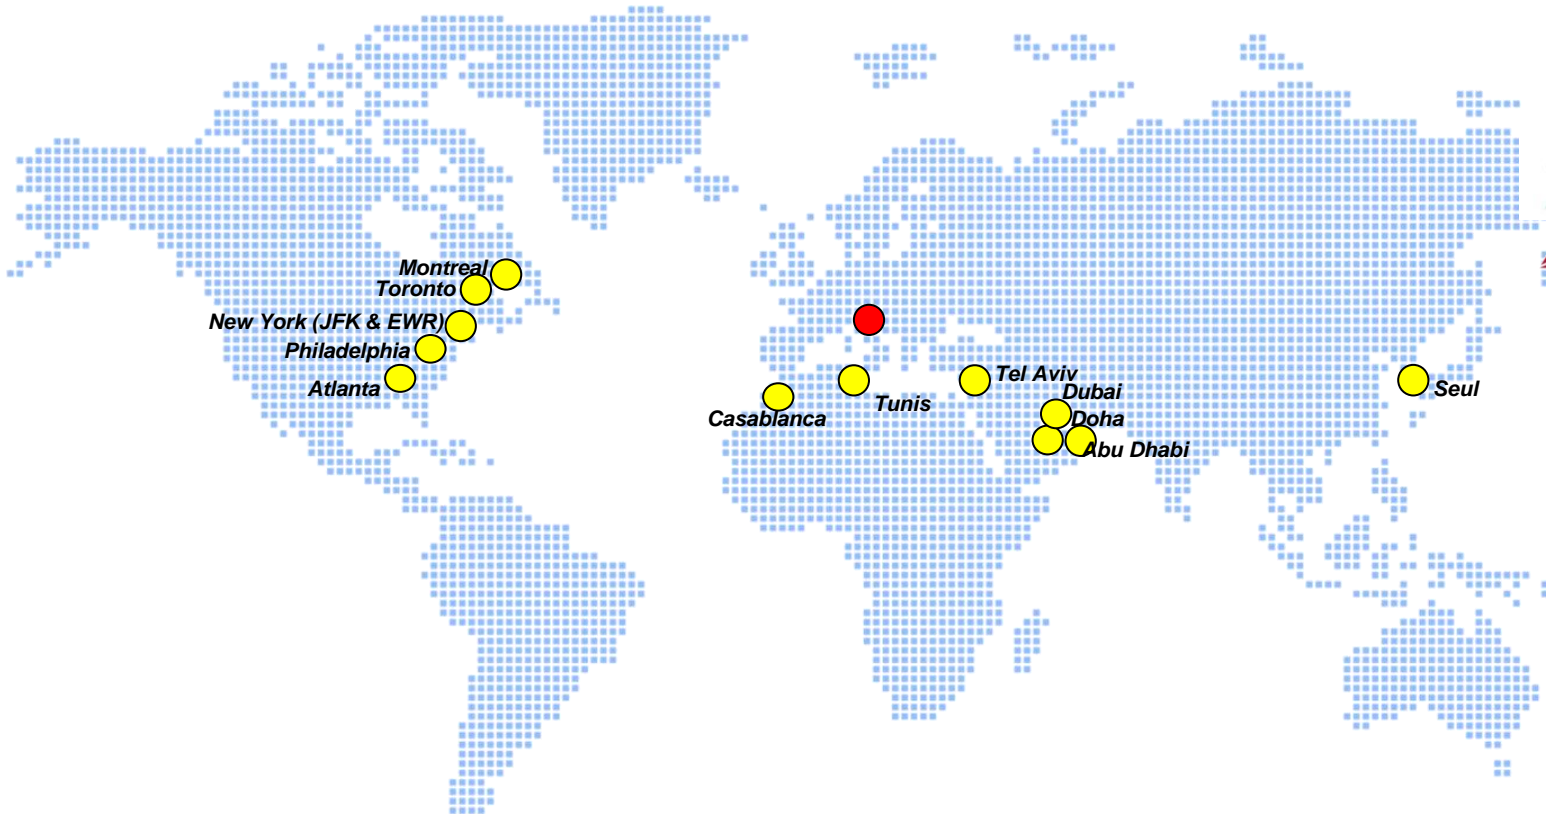 Montreal
Toronto
New York (JFK & EWR)
Philadelphia
Atlanta
Casablanca
Tunis
Tel Aviv
Dubai
Doha
Abu Dhabi
Seul